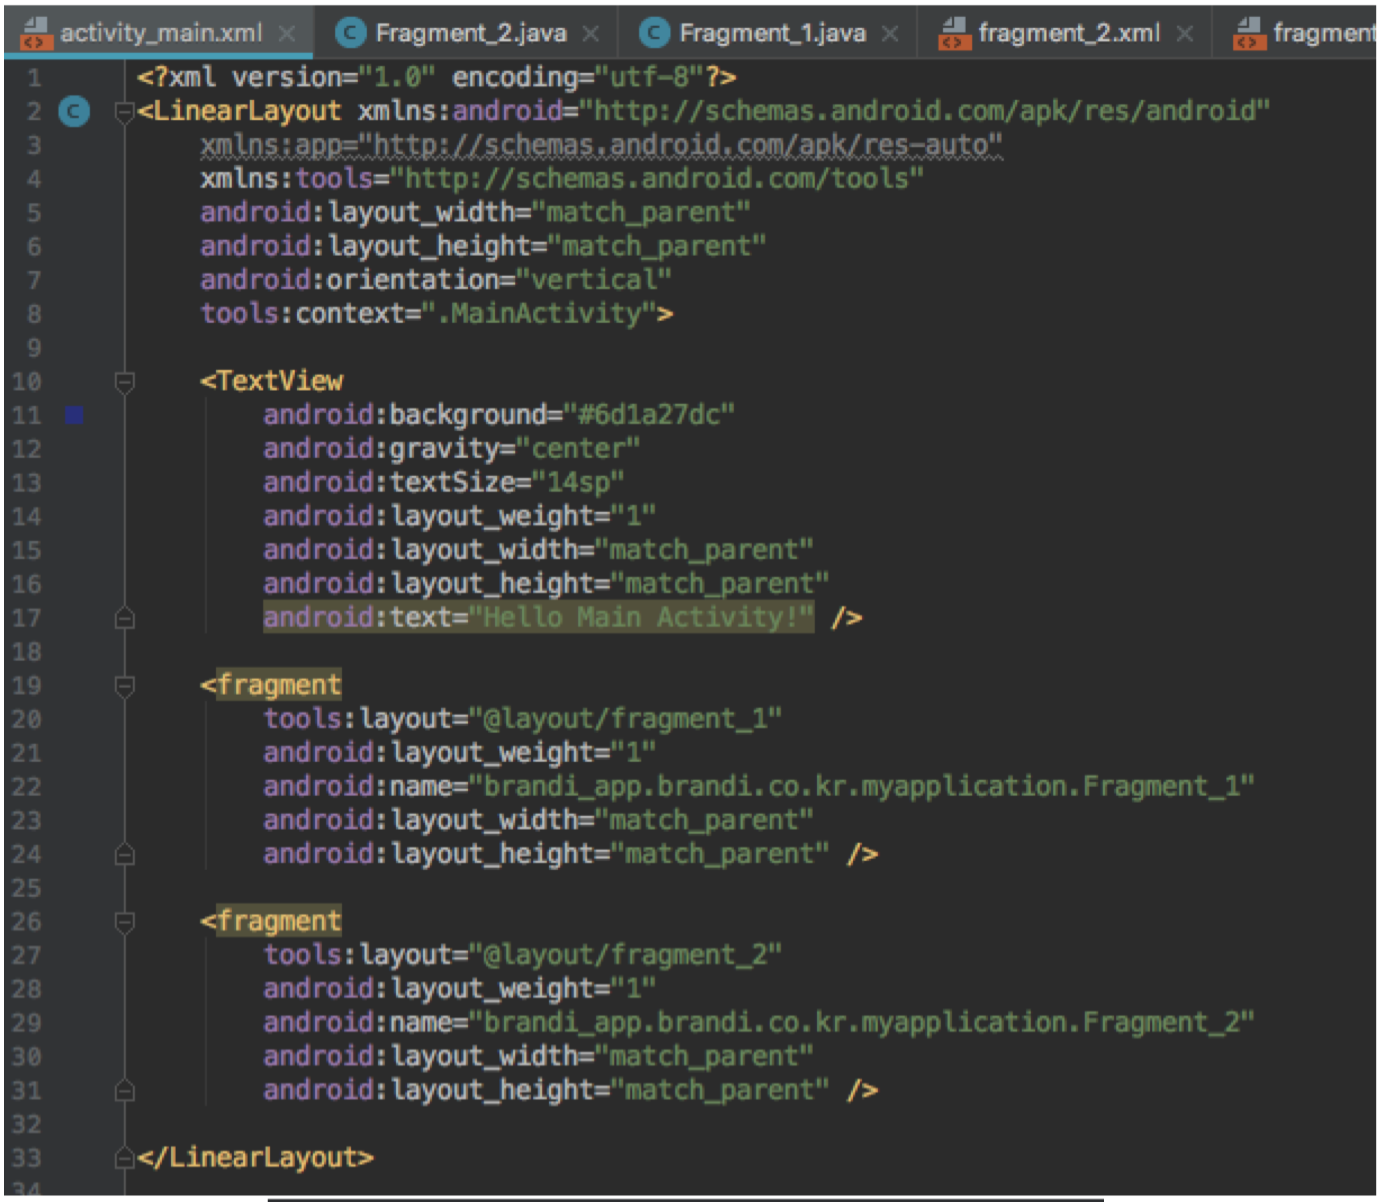 activity_main.xml × Fragment_2.java × Fragment_1.java × fragment_2.xml × fragment
1 <?xml version="1.0" encoding="utf-8"?>
2 C <LinearLayout xmlns:android="http://schemas.android.com/apk/res/android"
3 xmlns:app="http://schemas.android.com/apk/res-auto"
4 xmlns:tools="http://schemas.android.com/tools"
5 android:layout_width="match_parent"
6 android:layout_height="match_parent"
7 android:orientation="vertical"
8 tools:context=".MainActivity">
9
10 <TextView
11 android:background="#6d1a27dc"
12 android:gravity="center"
13 android:textSize="14sp"
14 android:layout_weight="1"
15 android:layout_width="match_parent"
16 android:layout_height="match_parent"
17 android:text="Hello Main Activity!" />
18
19 <fragment
20 tools:layout="@layout/fragment_1"
21 android:layout_weight="1"
22 android:name="brandi_app.brandi.co.kr.myapplication.Fragment_1"
23 android:layout_width="match_parent"
24 android:layout_height="match_parent" />
25
26 <fragment
27 tools:layout="@layout/fragment_2"
28 android:layout_weight="1"
29 android:name="brandi_app.brandi.co.kr.myapplication.Fragment_2"
30 android:layout_width="match_parent"
31 android:layout_height="match_parent" />
32
33 </LinearLayout>
34